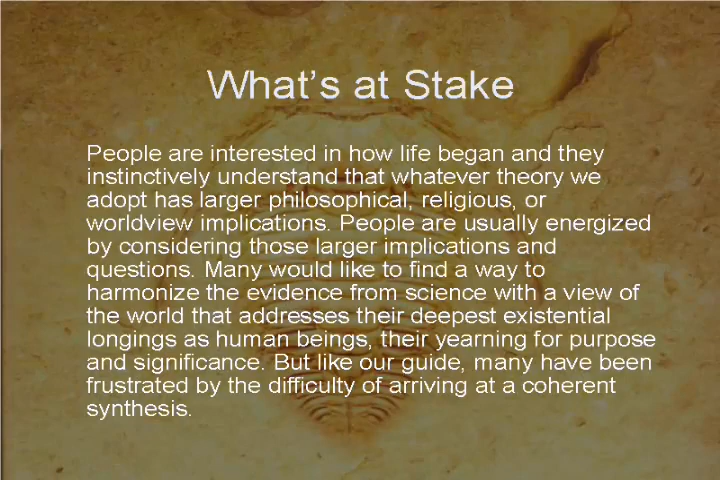 What's at Stake
People are interested in how life began and they
instinctively understand that whatever theory we
adopt has larger philosophical, religious, or
worldview implications. People are usually energized
by considering those larger implications and
questions. Many would like to find a way to
harmonize the evidence from science with a view of
the world that addresses their deepest existential
longings as human beings, their yearning for purpose
and significance. But like our guide, many have been
frustrated by the difficulty of arriving at a coherent
synthesis.